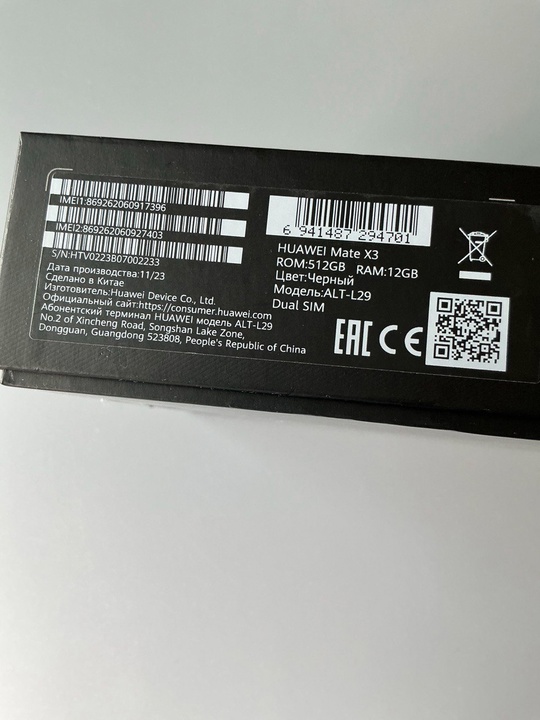 IMEI1:869262060917396
IMEI2:869262060927403
S/N:HTV0223B07002233
Дата производства:11/23
Сделано в Китае
Изготовитель:Huawei Device Co., Ltd.
Официальный сайт:https://consumer.huawei.com
Абонентский терминал HUAWEI модель ALT-L29
No.2 of Xincheng Road, Songshan Lake Zone,
Dongguan, Guangdong 523808, People's Republic of China
6 941487 294701
HUAWEI Mate X3
ROM:512GB RAM:12GB
Цвет:Черный
Модель:ALT-L29
Dual SIM
EAC CE